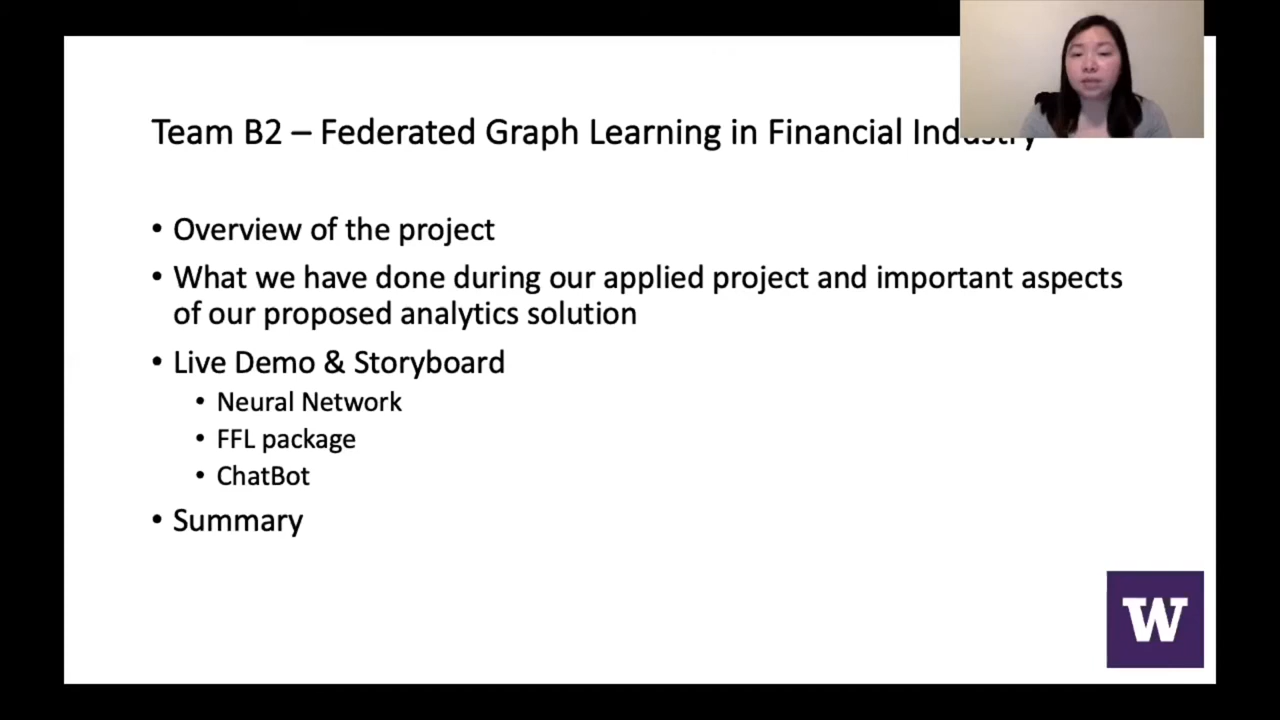 Team B2 – Federated Graph Learning in Financial Industry
• Overview of the project
• What we have done during our applied project and important aspects
of our proposed analytics solution
• Live Demo & Storyboard
• Neural Network
• FFL package
• ChatBot
• Summary
W